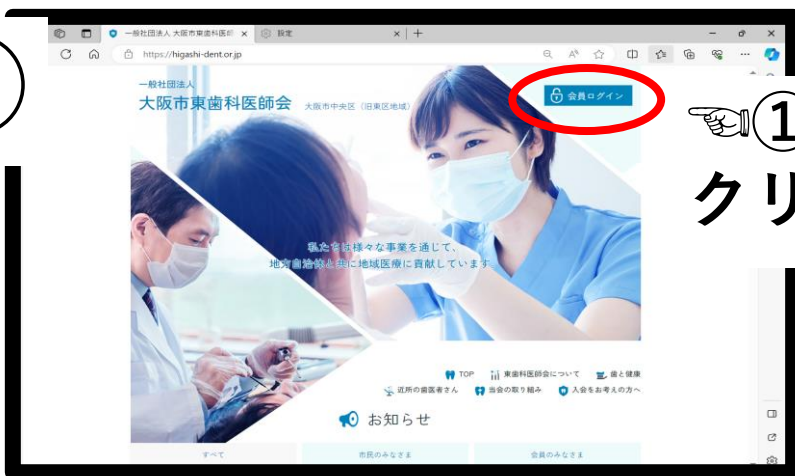 一般社団法人 大阪市東歯科医師
設定
https://higashi-dent.or.jp
一般社団法人
大阪市東歯科医師会 大阪市中央区（旧東区地域）
会員ログイン
☜①
クリ
私たちは様々な事業を通じて、
地方自治体と共に地域医療に貢献しています
TOP 東歯科医師会について 歯と健康
近所の歯医者さん 当会の取り組み 入会をお考えの方へ
お知らせ
すべて 市民のみなさま 会員のみなさま